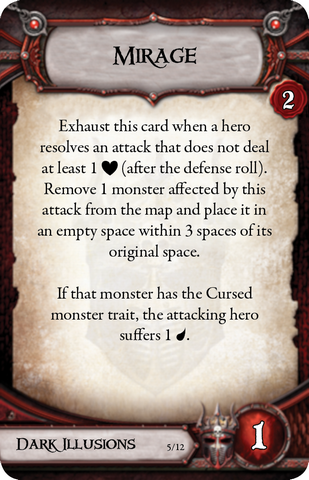 Mirage
2
Exhaust this card when a hero
resolves an attack that does not deal
at least 1 ♥ (after the defense roll).
Remove 1 monster affected by this
attack from the map and place it in
an empty space within 3 spaces of its
original space.
If that monster has the Cursed
monster trait, the attacking hero
suffers 1 .
Dark Illusions 5/12
1